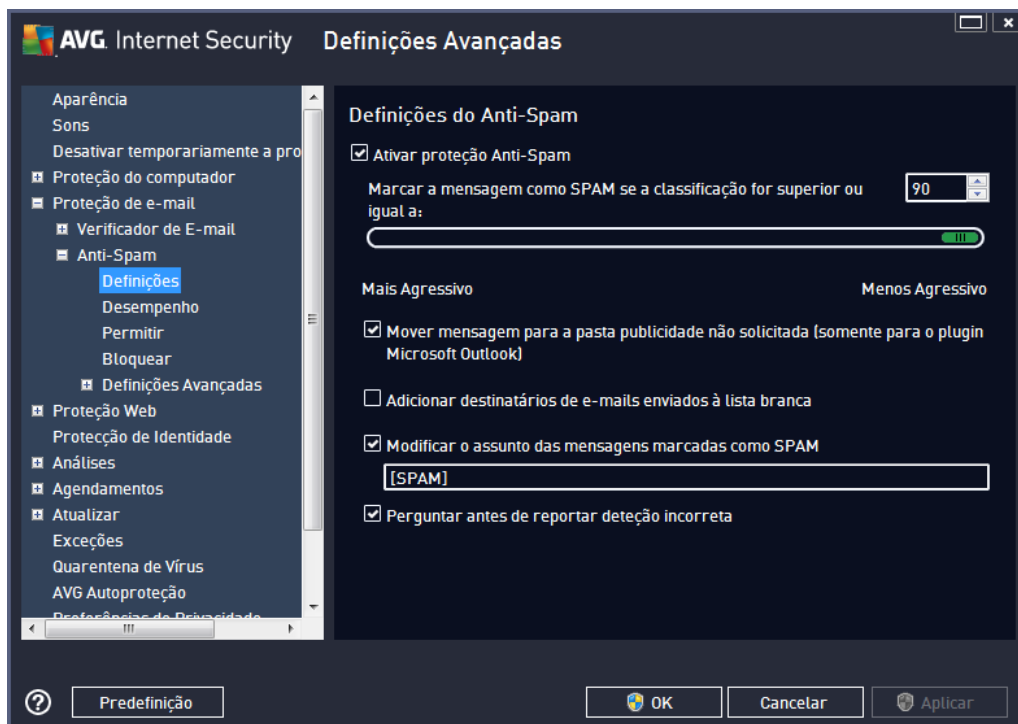 AVG. Internet Security
Definições Avançadas
Aparência
Sons
Desativar temporariamente a pro
Proteção do computador
Proteção de e-mail
Verificador de E-mail
Anti-Spam
Definições
Desempenho
Permitir
Bloquear
Definições Avançadas
Proteção Web
Protecção de Identidade
Análises
Agendamentos
Atualizar
Exceções
Quarentena de Vírus
AVG Autoproteção
Preferências de Privacidade
Definições do Anti-Spam
Ativar proteção Anti-Spam
Marcar a mensagem como SPAM se a classificação for superior ou
igual a:
90
Mais Agressivo
Menos Agressivo
Mover mensagem para a pasta publicidade não solicitada (somente para o plugin
Microsoft Outlook)
Adicionar destinatários de e-mails enviados à lista branca
Modificar o assunto das mensagens marcadas como SPAM
[SPAM]
Perguntar antes de reportar deteção incorreta
?
Predefinição
OK
Cancelar
Aplicar